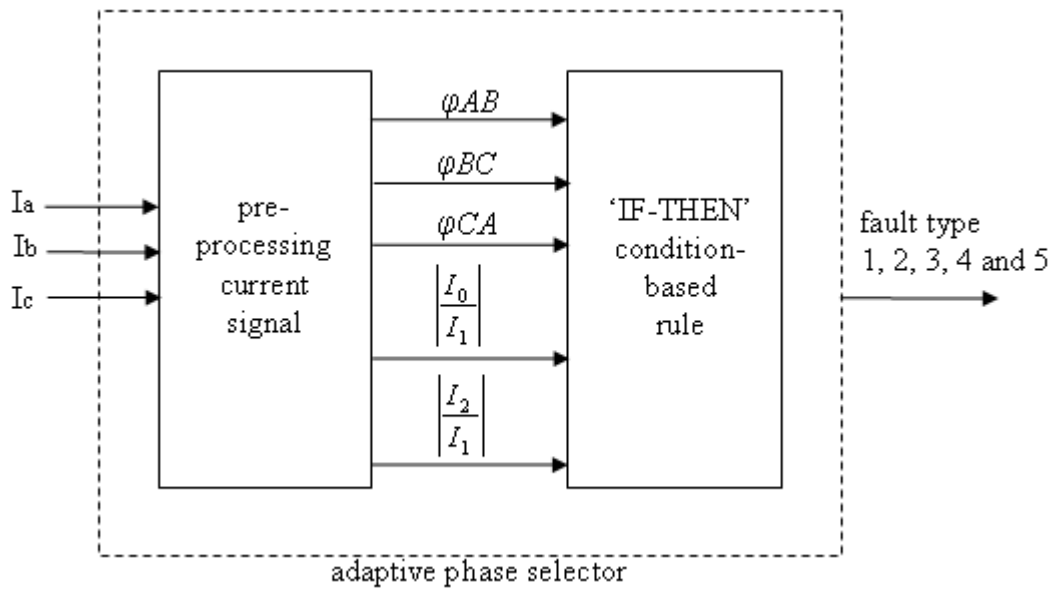 Ia
Ib
Ic
pre-
processing
current
signal
φAB
φBC
φCA
|I0/I1|
|I2/I1|
‘IF-THEN’
condition-
based
rule
fault type
1, 2, 3, 4 and 5
adaptive phase selector